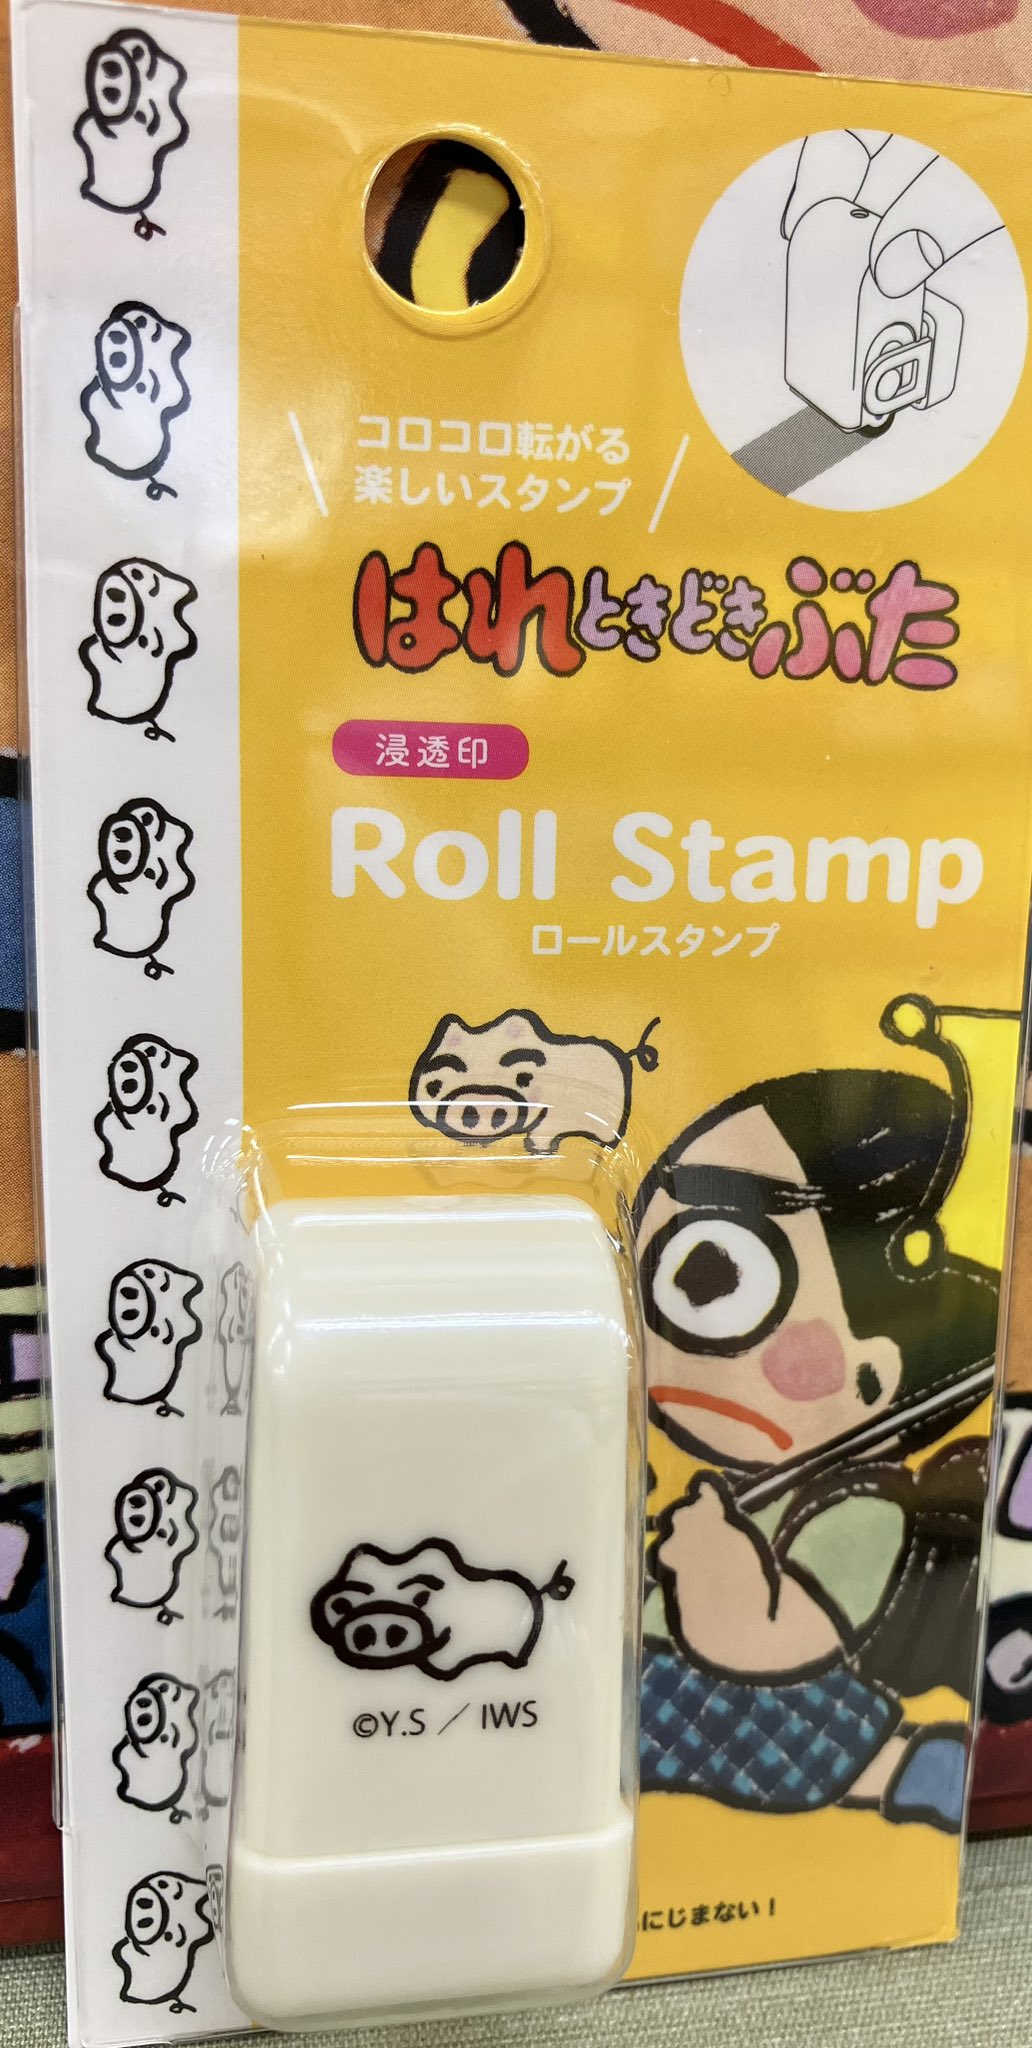 コロコロ転がる
楽しいスタンプ
はれときどきぶた
浸透印
Roll Stamp
ロールスタンプ
©Y.S ／ IWS
にじまない！